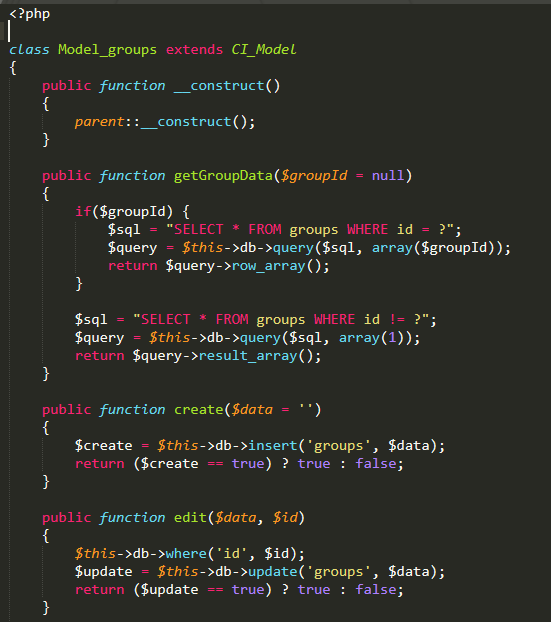 <?php
class Model_groups extends CI_Model
{
    public function __construct()
    {
        parent::__construct();
    }
    public function getGroupData($groupId = null)
    {
        if($groupId) {
            $sql = "SELECT * FROM groups WHERE id = ?";
            $query = $this->db->query($sql, array($groupId));
            return $query->row_array();
        }
        $sql = "SELECT * FROM groups WHERE id != ?";
        $query = $this->db->query($sql, array(1));
        return $query->result_array();
    }
    public function create($data = '')
    {
        $create = $this->db->insert('groups', $data);
        return ($create == true) ? true : false;
    }
    public function edit($data, $id)
    {
        $this->db->where('id', $id);
        $update = $this->db->update('groups', $data);
        return ($update == true) ? true : false;
    }